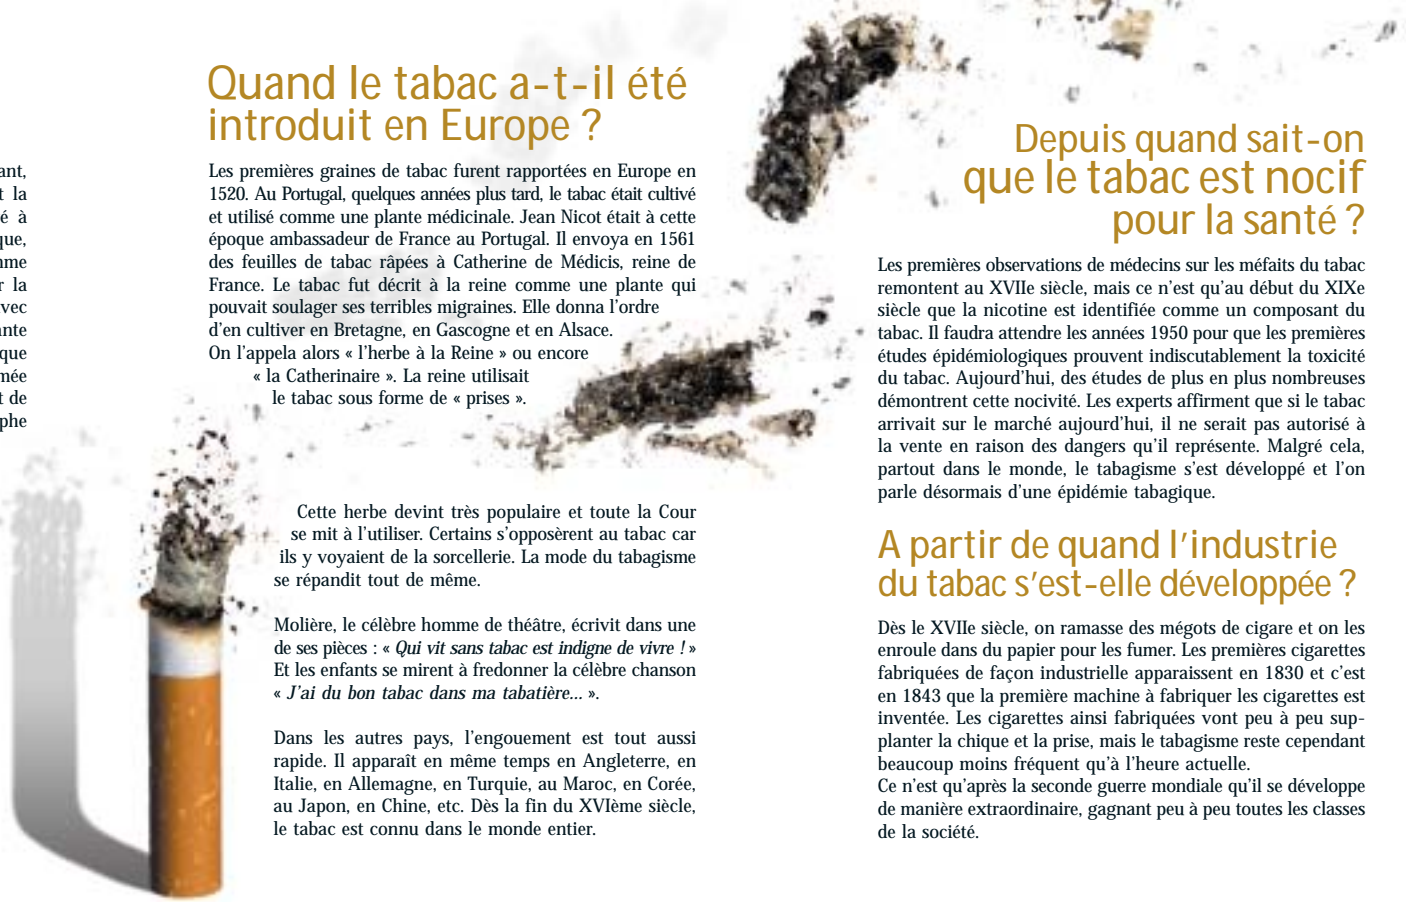 ant,
t la
é à
que,
nme
r la
vec
nte
que
mée
t de
phe
Quand le tabac a-t-il été
introduit en Europe ?
Les premières graines de tabac furent rapportées en Europe en
1520. Au Portugal, quelques années plus tard, le tabac était cultivé
et utilisé comme une plante médicinale. Jean Nicot était à cette
époque ambassadeur de France au Portugal. Il envoya en 1561
des feuilles de tabac râpées à Catherine de Médicis, reine de
France. Le tabac fut décrit à la reine comme une plante qui
pouvait soulager ses terribles migraines. Elle donna l'ordre
d'en cultiver en Bretagne, en Gascogne et en Alsace.
On l'appela alors « l'herbe à la Reine » ou encore
« la Catherinaire ». La reine utilisait
le tabac sous forme de « prises ».
Cette herbe devint très populaire et toute la Cour
se mit à l'utiliser. Certains s'opposèrent au tabac car
ils y voyaient de la sorcellerie. La mode du tabagisme
se répandit tout de même.
Molière, le célèbre homme de théâtre, écrivit dans une
de ses pièces : « Qui vit sans tabac est indigne de vivre ! »
Et les enfants se mirent à fredonner la célèbre chanson
« J'ai du bon tabac dans ma tabatière... ».
Dans les autres pays, l'engouement est tout aussi
rapide. Il apparaît en même temps en Angleterre, en
Italie, en Allemagne, en Turquie, au Maroc, en Corée,
au Japon, en Chine, etc. Dès la fin du XVIème siècle,
le tabac est connu dans le monde entier.
Depuis quand sait-on
que le tabac est nocif
pour la santé ?
Les premières observations de médecins sur les méfaits du tabac
remontent au XVIIe siècle, mais ce n'est qu'au début du XIXe
siècle que la nicotine est identifiée comme un composant du
tabac. Il faudra attendre les années 1950 pour que les premières
études épidémiologiques prouvent indiscutablement la toxicité
du tabac. Aujourd'hui, des études de plus en plus nombreuses
démontrent cette nocivité. Les experts affirment que si le tabac
arrivait sur le marché aujourd'hui, il ne serait pas autorisé à
la vente en raison des dangers qu'il représente. Malgré cela,
partout dans le monde, le tabagisme s'est développé et l'on
parle désormais d'une épidémie tabagique.
A partir de quand l'industrie
du tabac s'est-elle développée ?
Dès le XVIIe siècle, on ramasse des mégots de cigare et on les
enroule dans du papier pour les fumer. Les premières cigarettes
fabriquées de façon industrielle apparaissent en 1830 et c'est
en 1843 que la première machine à fabriquer les cigarettes est
inventée. Les cigarettes ainsi fabriquées vont peu à peu sup-
planter la chique et la prise, mais le tabagisme reste cependant
beaucoup moins fréquent qu'à l'heure actuelle.
Ce n'est qu'après la seconde guerre mondiale qu'il se développe
de manière extraordinaire, gagnant peu à peu toutes les classes
de la société.